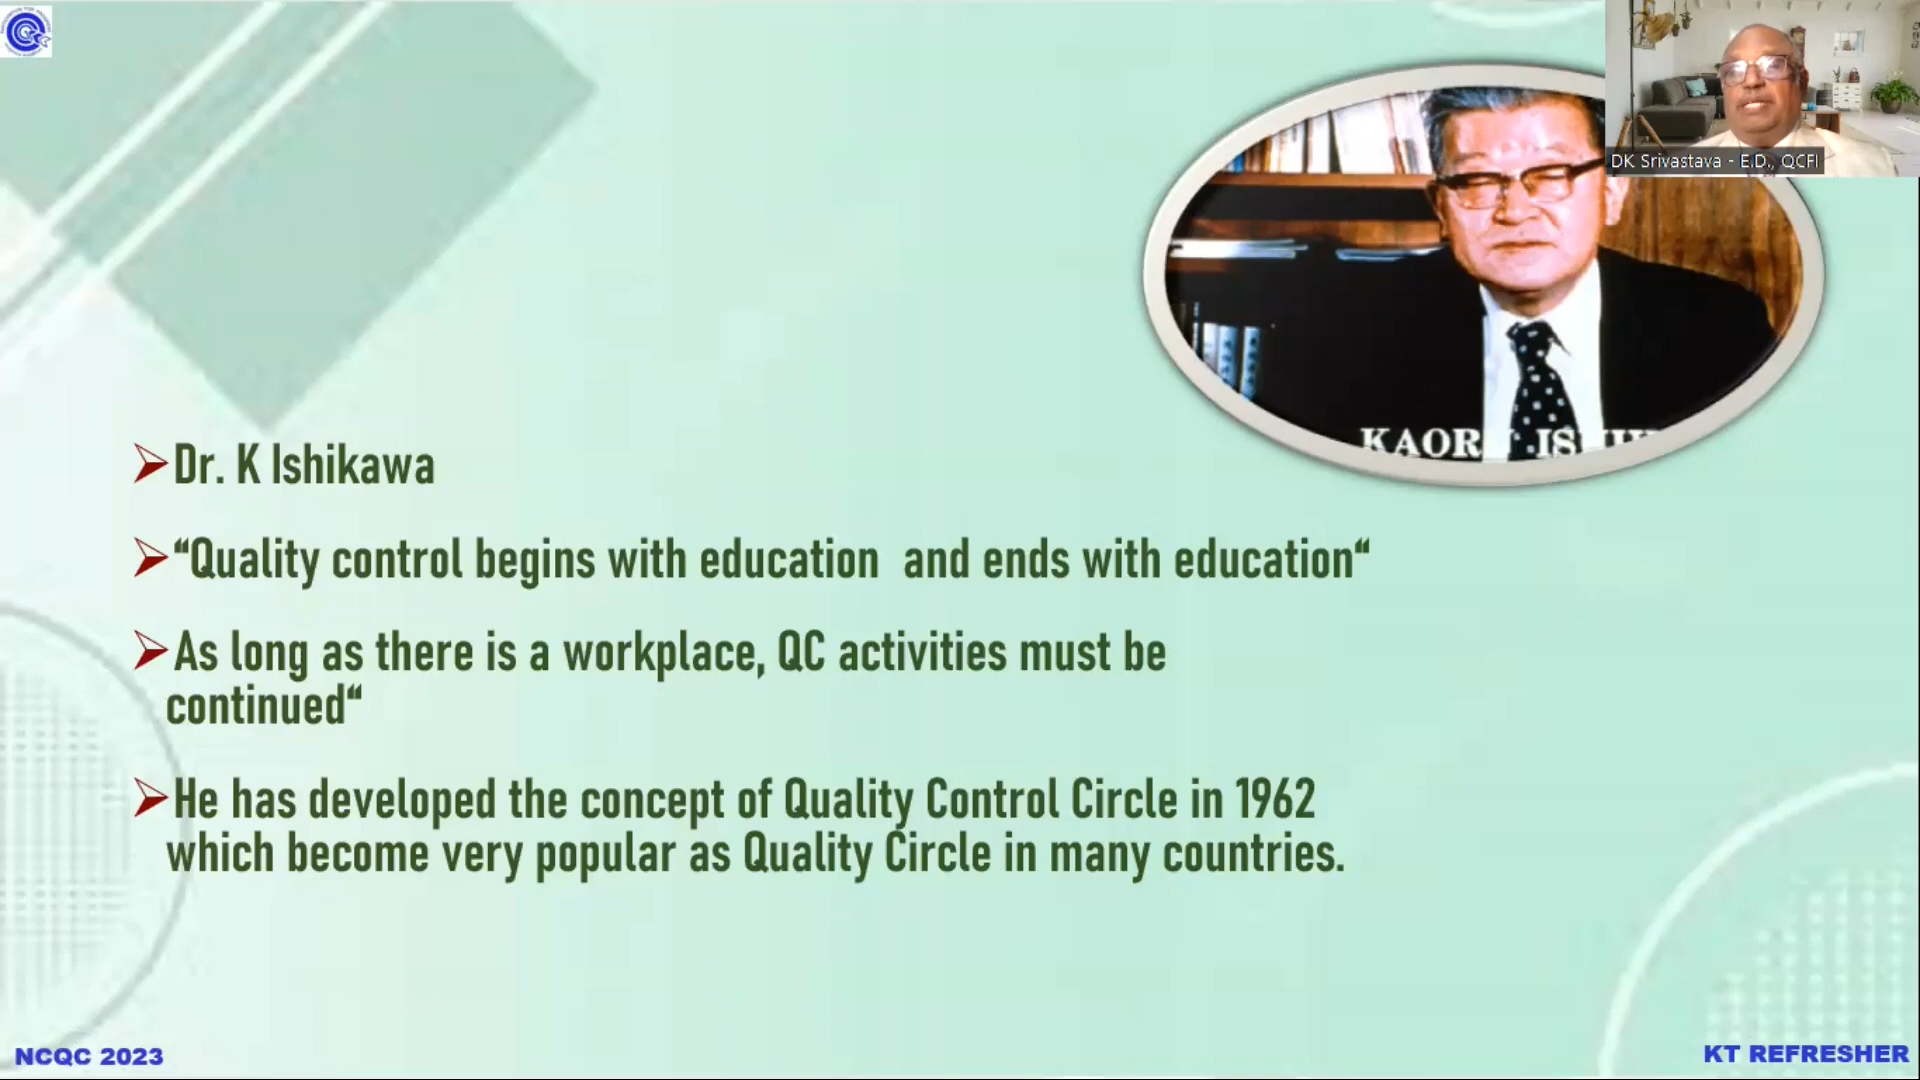 DK Srivastava - E.D., QCFI
KAORU ISHI
Dr. K Ishikawa
“Quality control begins with education  and ends with education“
As long as there is a workplace, QC activities must be
continued“
He has developed the concept of Quality Control Circle in 1962
which become very popular as Quality Circle in many countries.
NCQC 2023
KT REFRESHER